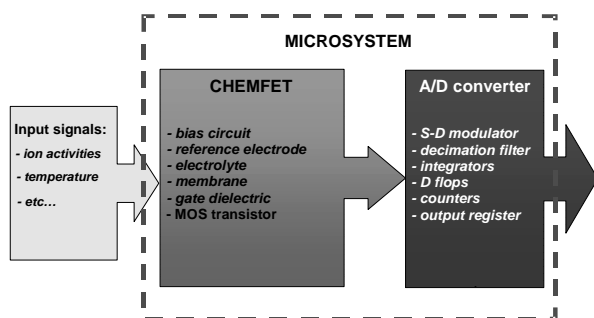 MICROSYSTEM
Input signals:
- ion activities
- temperature
- etc...
CHEMFET
- bias circuit
- reference electrode
- electrolyte
- membrane
- gate dielectric
- MOS transistor
A/D converter
- S-D modulator
- decimation filter
- integrators
- D flops
- counters
- output register